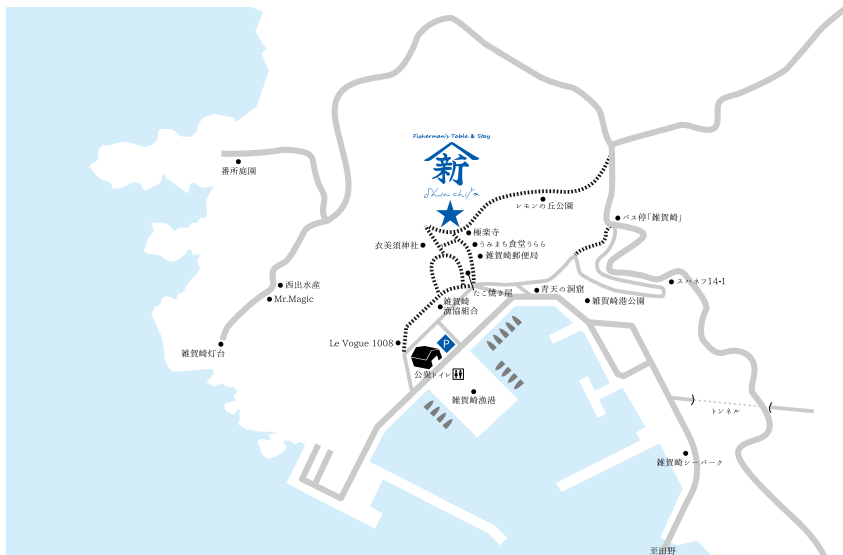 Fisherman's Table & Stay
新
Shinchita
番所庭園
レモンの丘公園
バス停「雑賀崎」
極楽寺
衣美須神社
うみまち食堂うらら
雑賀崎郵便局
西出水産
Mr.Magic
たこ焼き屋
青天の洞窟
スハネフ14-1
雑賀崎港公園
雑賀崎
漁協組合
Le Vogue 1008
P
雑賀崎灯台
公衆トイレ
雑賀崎漁港
トンネル
雑賀崎シーパーク
至田野